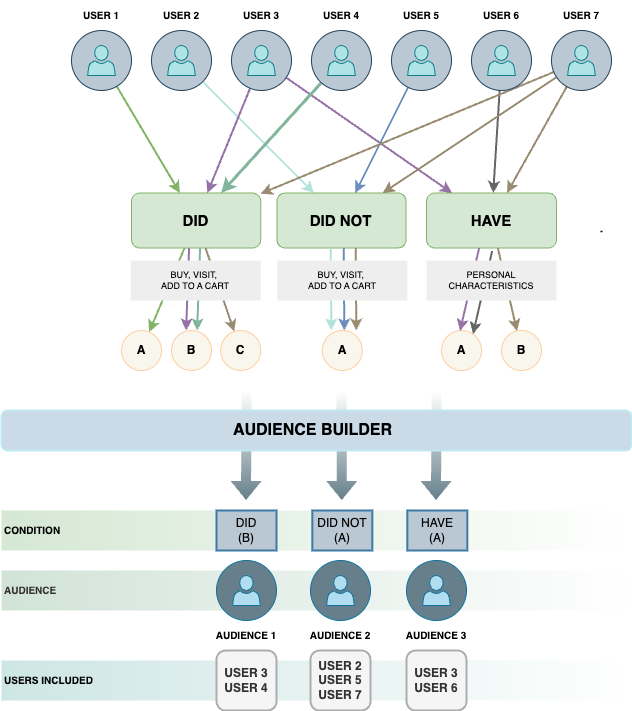 USER 1 USER 2 USER 3 USER 4 USER 5 USER 6 USER 7
DID DID NOT HAVE
BUY, VISIT,
ADD TO A CART
BUY, VISIT,
ADD TO A CART
PERSONAL
CHARACTERISTICS
A B C A A B
AUDIENCE BUILDER
CONDITION
DID
(B)
DID NOT
(A)
HAVE
(A)
AUDIENCE
AUDIENCE 1 AUDIENCE 2 AUDIENCE 3
USERS INCLUDED
USER 3
USER 4
USER 2
USER 5
USER 7
USER 3
USER 6